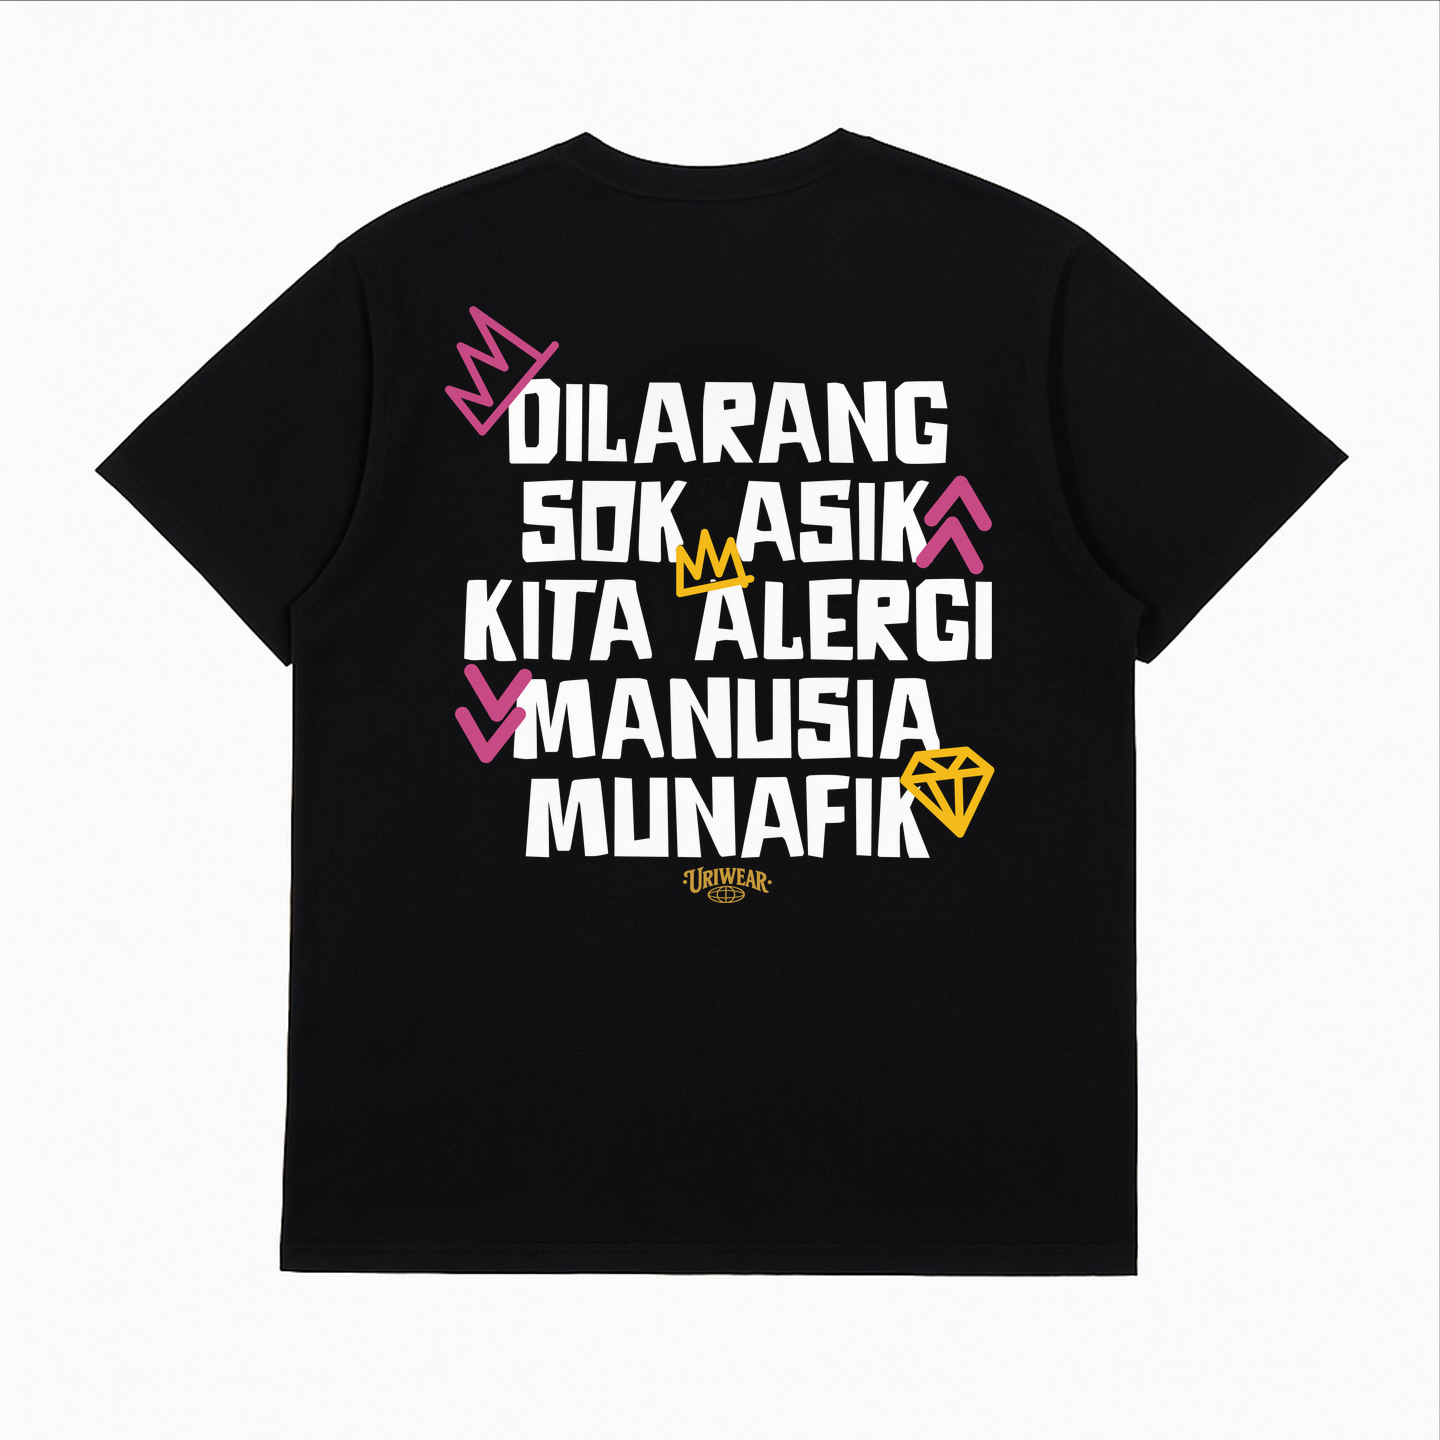 DILARANG
SOK ASIK
KITA ALERGI
MANUSIA
MUNAFIK
URIWEAR